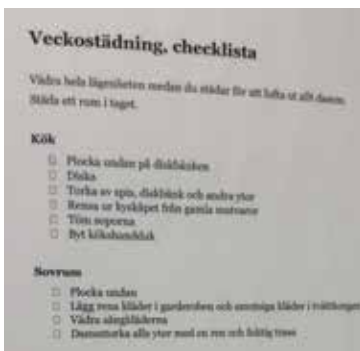 Veckostädning, checklista
Vädra hela lägenheten medan du städar för att lufta ut allt damm.
Städa ett rum i taget.
Kök
Plocka undan på diskbänken
Diska
Torka av spis, diskbänk och andra ytor
Rensa ur kylskåpet från gamla matvaror
Töm soporna
Byt kökshandduk
Sovrum
Plocka undan
Lägg rena kläder i garderoben och smutsiga kläder i tvättkorgen
Vädra sängkläderna
Dammtorka alla ytor med en ren och fuktig trasa